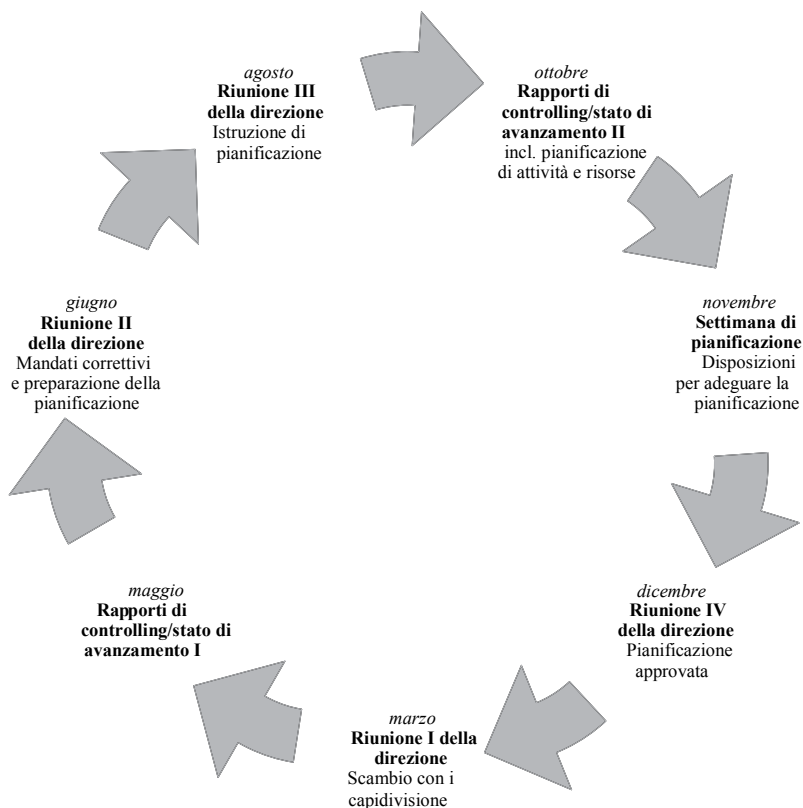 agosto
Riunione III
della direzione
Istruzione di
pianificazione
ottobre
Rapporti di
controlling/stato di
avanzamento II
incl. pianificazione
di attività e risorse
novembre
Settimana di
pianificazione
Disposizioni
per adeguare la
pianificazione
dicembre
Riunione IV
della direzione
Pianificazione
approvata
marzo
Riunione I della
direzione
Scambio con i
capidivisione
maggio
Rapporti di
controlling/stato di
avanzamento I
giugno
Riunione II
della direzione
Mandati correttivi
e preparazione della
pianificazione